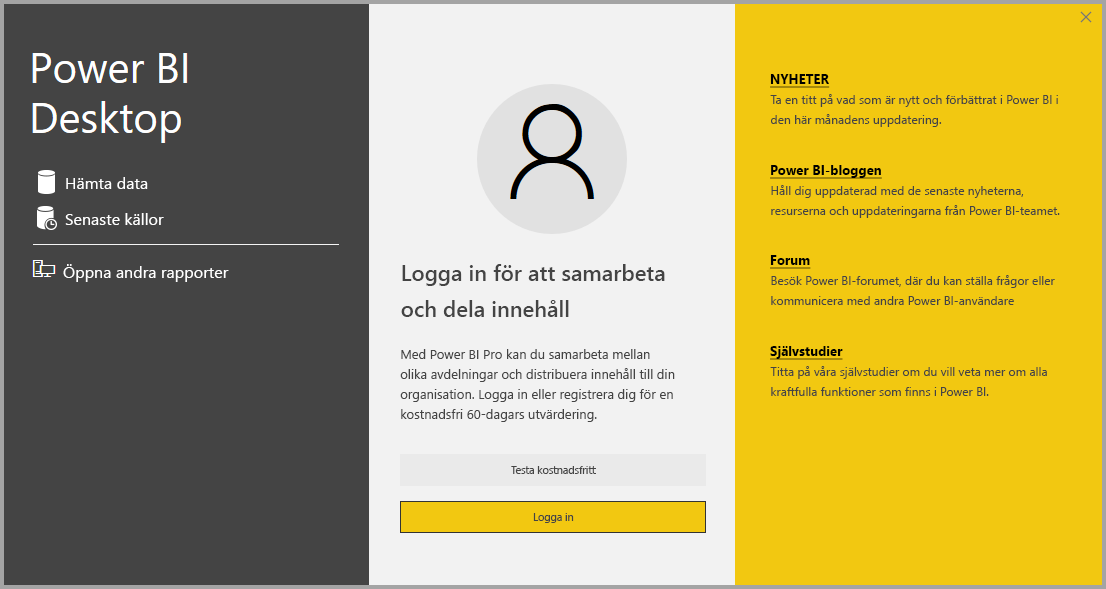 Power BI
Desktop
Hämta data
Senaste källor
Öppna andra rapporter
Logga in för att samarbeta
och dela innehåll
Med Power BI Pro kan du samarbeta mellan
olika avdelningar och distribuera innehåll till din
organisation. Logga in eller registrera dig för en
kostnadsfri 60-dagars utvärdering.
Testa kostnadsfritt
Logga in
NYHETER
Ta en titt på vad som är nytt och förbättrat i Power BI i
den här månadens uppdatering.
Power BI-bloggen
Håll dig uppdaterad med de senaste nyheterna,
resurserna och uppdateringarna från Power BI-teamet.
Forum
Besök Power BI-forumet, där du kan ställa frågor eller
kommunicera med andra Power BI-användare
Självstudier
Titta på våra självstudier om du vill veta mer om alla
kraftfulla funktioner som finns i Power BI.